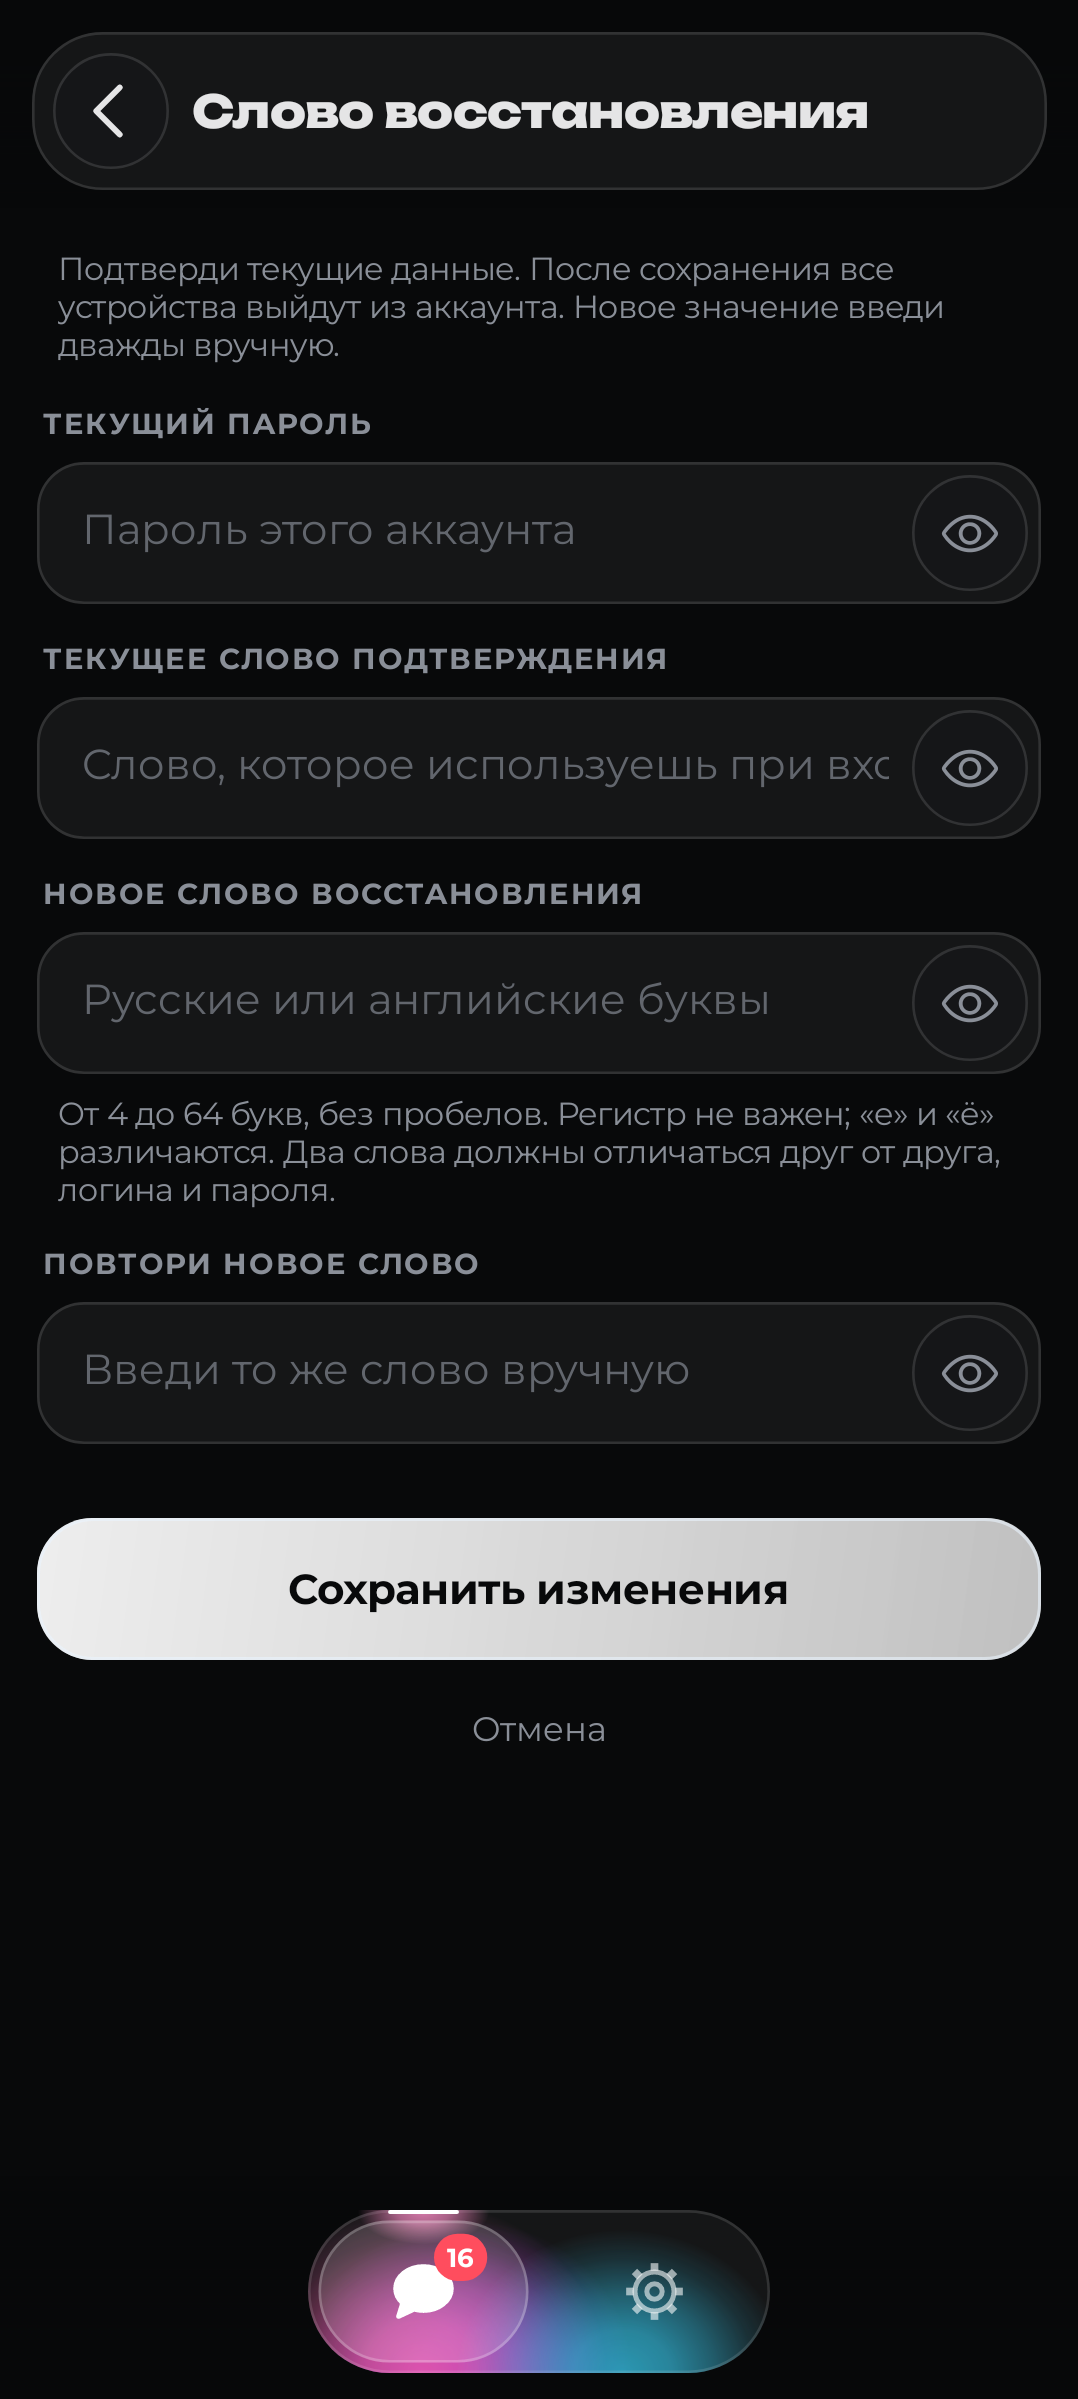 Слово восстановления
Подтверди текущие данные. После сохранения все
устройства выйдут из аккаунта. Новое значение введи
дважды вручную.
ТЕКУЩИЙ ПАРОЛЬ
Пароль этого аккаунта
ТЕКУЩЕЕ СЛОВО ПОДТВЕРЖДЕНИЯ
Слово, которое используешь при вхо
НОВОЕ СЛОВО ВОССТАНОВЛЕНИЯ
Русские или английские буквы
От 4 до 64 букв, без пробелов. Регистр не важен; «е» и «ё»
различаются. Два слова должны отличаться друг от друга,
логина и пароля.
ПОВТОРИ НОВОЕ СЛОВО
Введи то же слово вручную
Сохранить изменения
Отмена
16